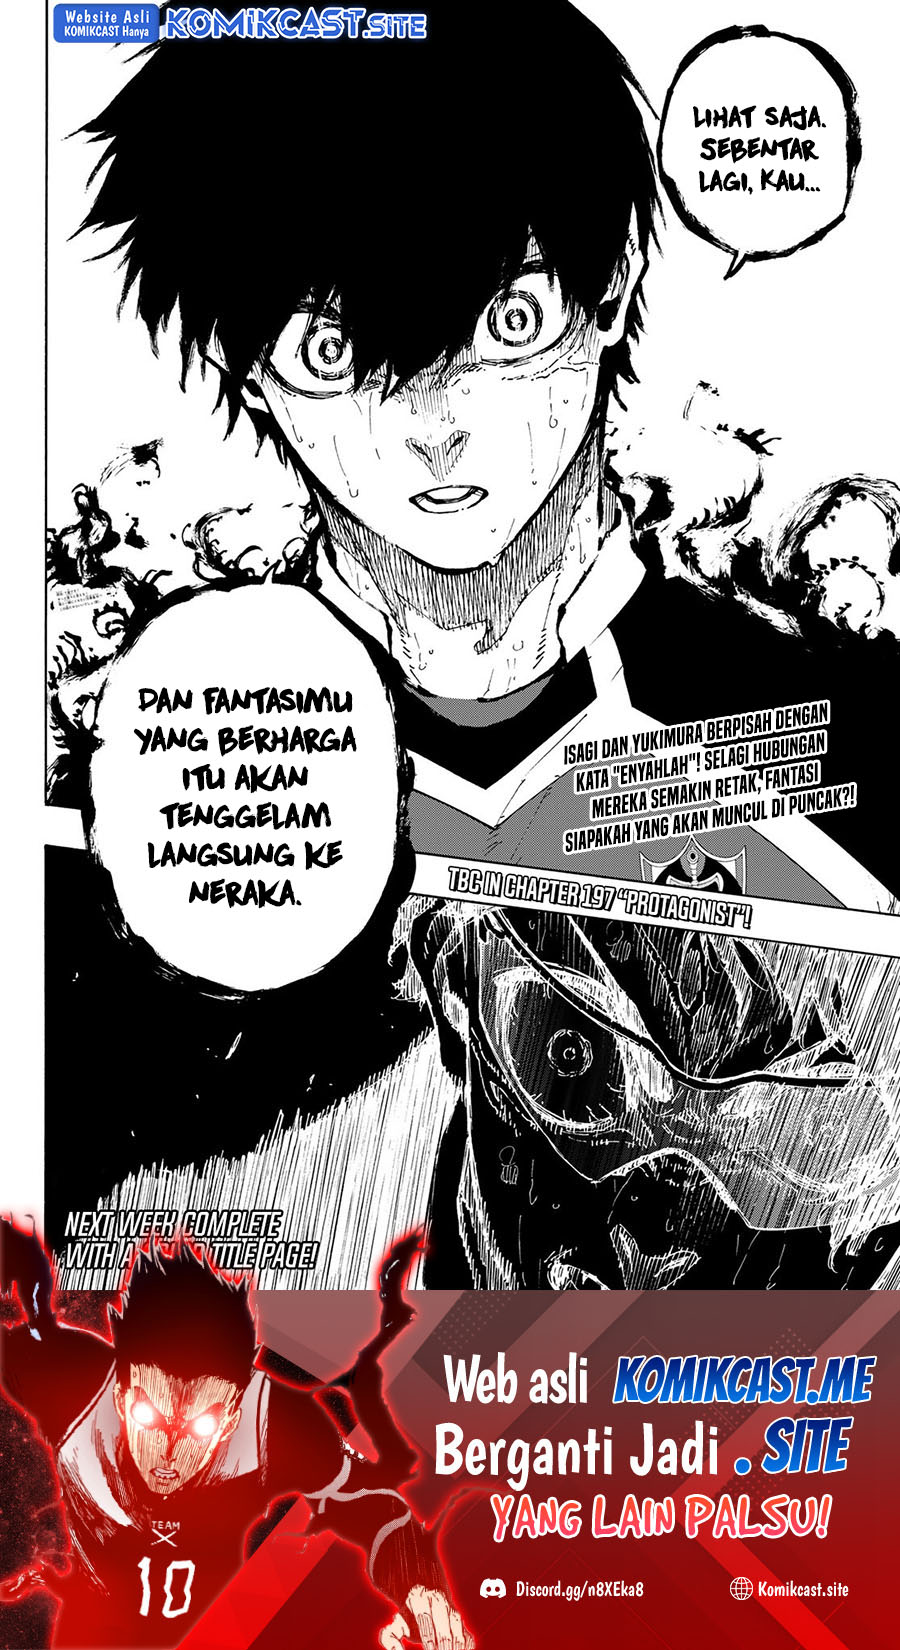 Website Asli
KOMIKCAST Hanya
KOMIKCAST.SITE
LIHAT SAJA.
SEBENTAR
LAGI, KAU...
DAN FANTASIMU
YANG BERHARGA
ITU AKAN
TENGGELAM
LANGSUNG KE
NERAKA.
ISAGI DAN YUKIMURA BERPISAH DENGAN
KATA "ENYAHLAH"! SELAGI HUBUNGAN
MEREKA SEMAKIN RETAK, FANTASI
SIAPAKAH YANG AKAN MUNCUL DI PUNCAK?!
TBC IN CHAPTER 197 "PROTAGONIST"!
NEXT WEEK COMPLETE
WITH A TITLE PAGE!
TEAM
X
10
Web asli KOMIKCAST.ME
Berganti Jadi .SITE
YANG LAIN PALSU!
Discord.gg/n8XEka8
Komikcast.site